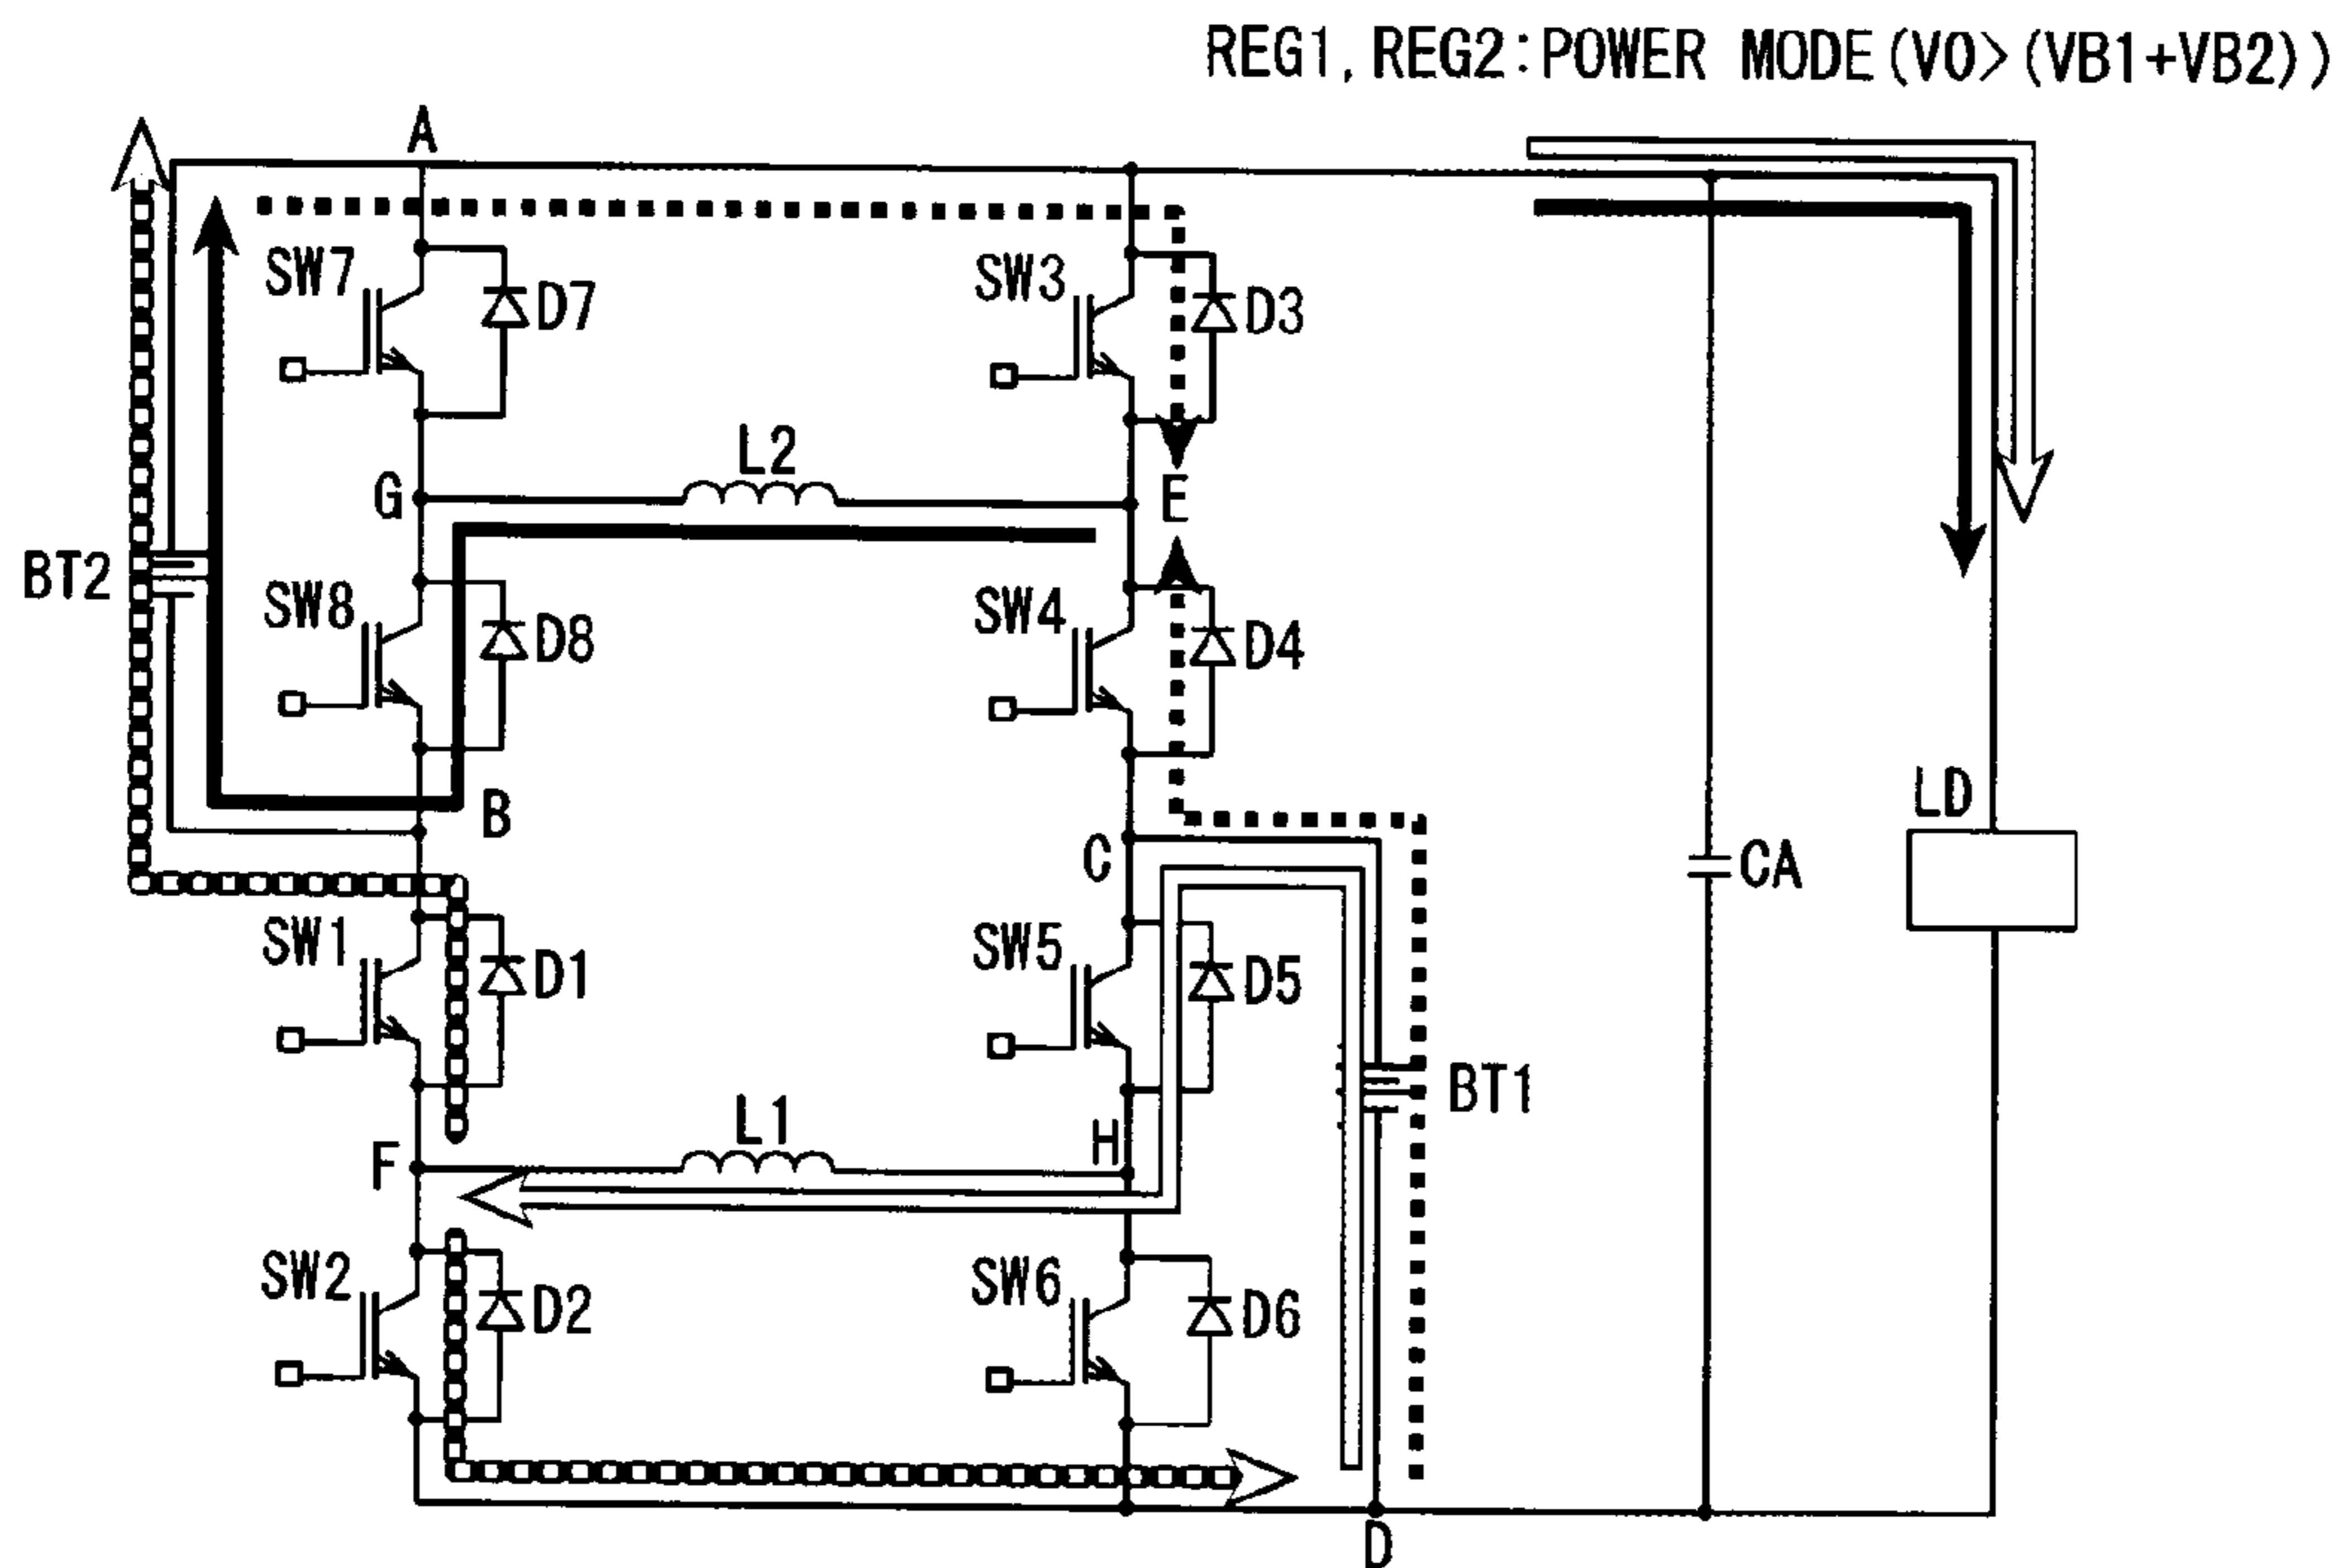 REG1, REG2:POWER MODE(VO>(VB1+VB2))
A
SW7
D7
SW3
D3
L2
G
E
BT2
SW8
D8
SW4
D4
B
LD
C
CA
SW1
D1
SW5
D5
BT1
L1
H
F
SW2
D2
SW6
D6
D